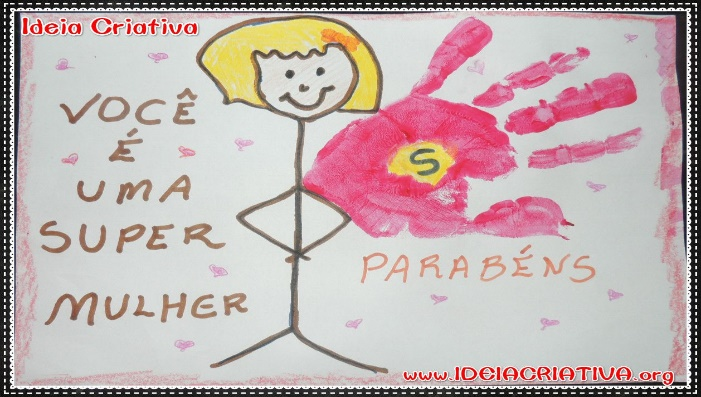 Ideia Criativa
VOCÊ
É
UMA
SUPER
MULHER
S
PARABÉNS
www.IDEIACRIATIVA.org